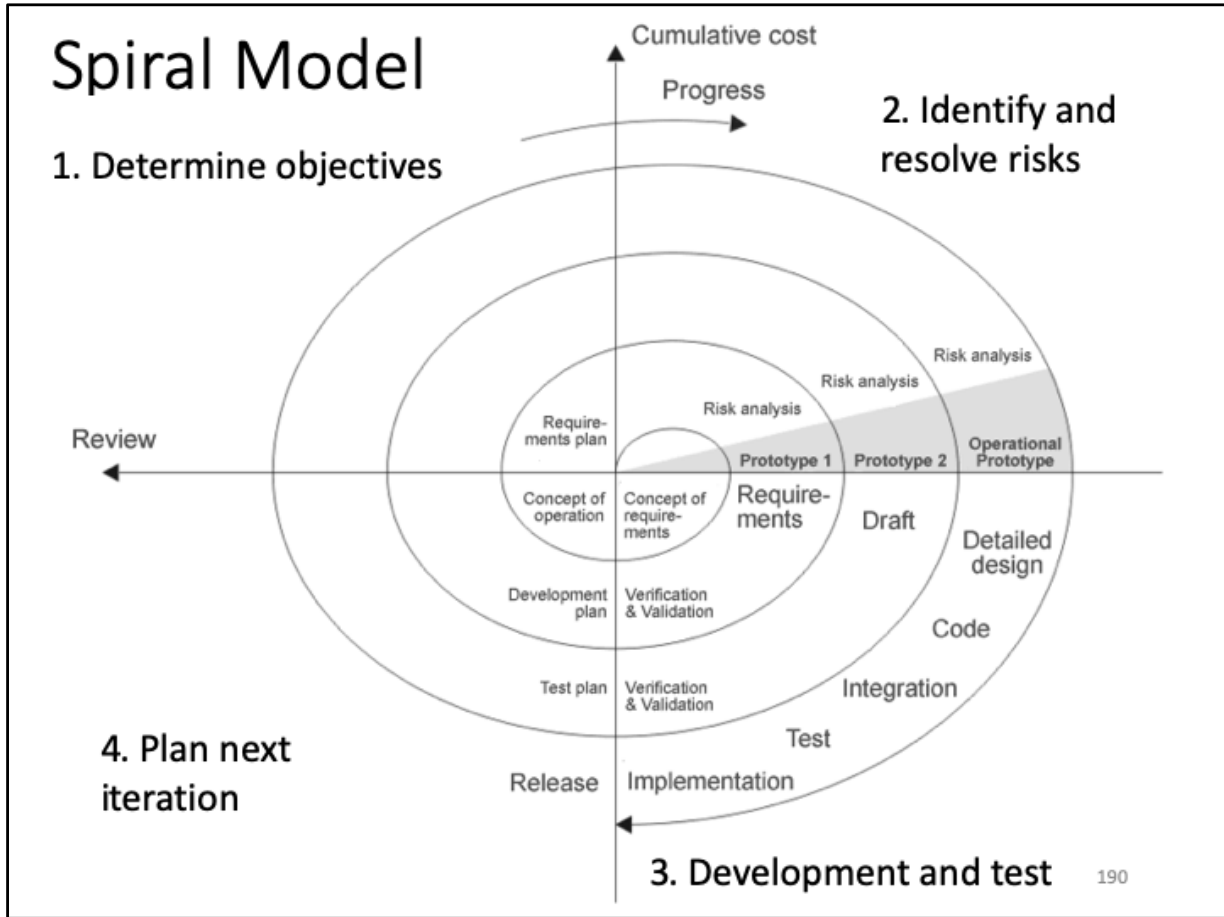 Spiral Model
Cumulative cost
Progress
1. Determine objectives
2. Identify and
resolve risks
Risk analysis
Risk analysis
Risk analysis
Require-
ments plan
Review
Prototype 1
Prototype 2
Operational
Prototype
Concept of
operation
Concept of
require-
ments
Require-
ments
Draft
Detailed
design
Development
plan
Verification
& Validation
Code
Test plan
Verification
& Validation
Integration
Test
4. Plan next
iteration
Release
Implementation
3. Development and test
190